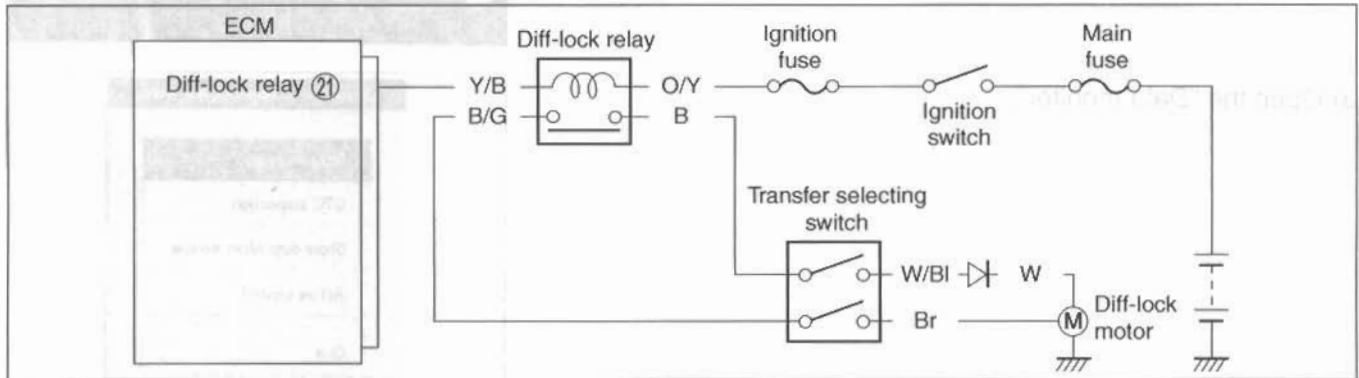 ECM
Diff-lock relay ㉑
Diff-lock relay
Y/B
O/Y
B/G
B
Ignition
fuse
Ignition
switch
Main
fuse
Transfer selecting
switch
W/Bl
W
Br
M
Diff-lock
motor